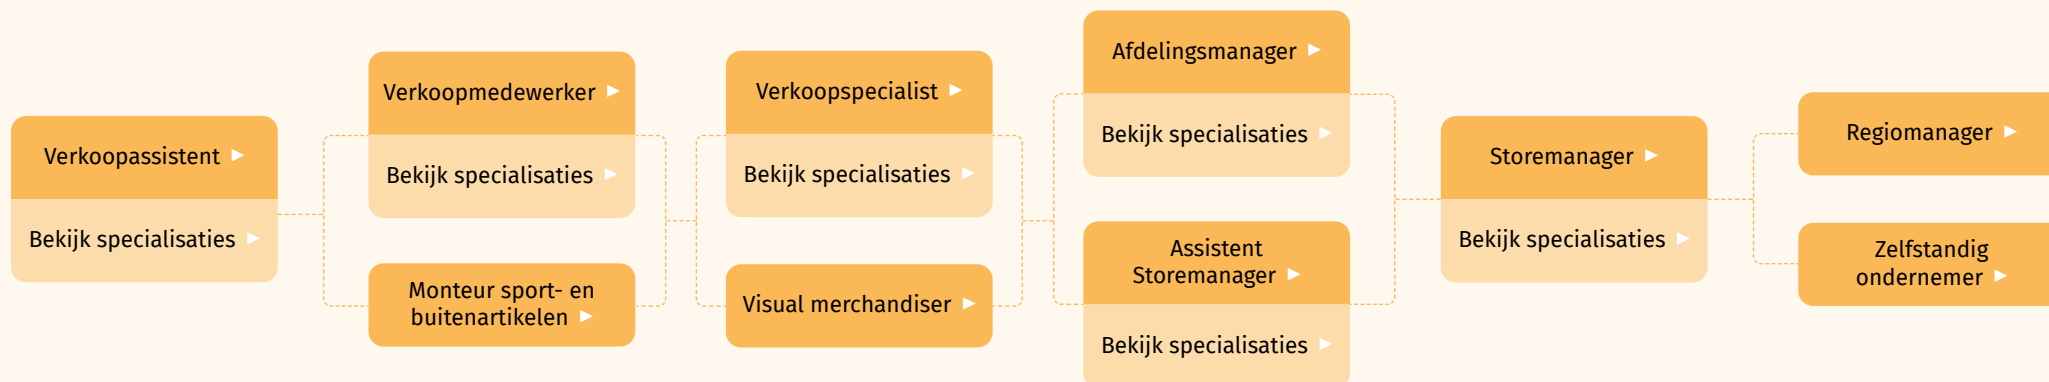 Verkoopassistent
Bekijk specialisaties
Verkoopmedewerker
Bekijk specialisaties
Monteur sport- en
buitenartikelen
Verkoopspecialist
Bekijk specialisaties
Visual merchandiser
Afdelingsmanager
Bekijk specialisaties
Assistent
Storemanager
Bekijk specialisaties
Storemanager
Bekijk specialisaties
Regiomanager
Zelfstandig
ondernemer